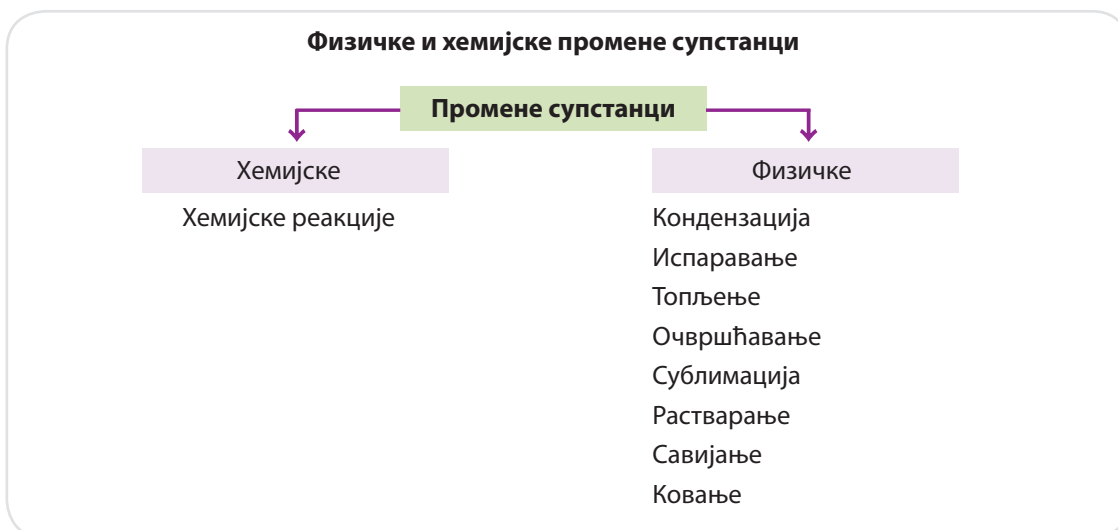 Физичке и хемијске промене супстанци
Промене супстанци
Хемијске
Хемијске реакције
Физичке
Кондензација
Испаравање
Топљење
Очвршћавање
Сублимација
Растварање
Савијање
Ковање